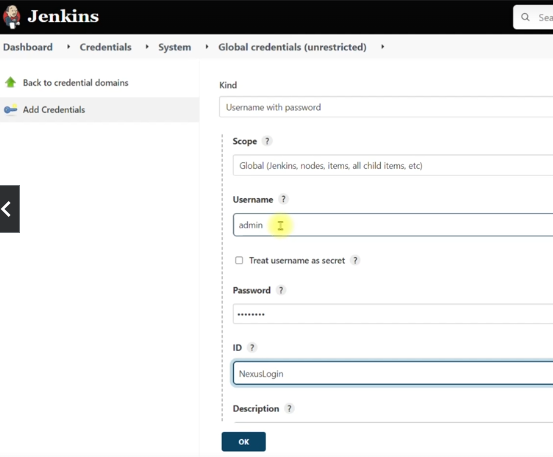 Jenkins
Sea
Dashboard Credentials System Global credentials (unrestricted)
Back to credential domains
Add Credentials
Kind
Username with password
Scope ?
Global (Jenkins, nodes, items, all child items, etc)
Username ?
admin
Treat username as secret ?
Password ?
••••••••
ID ?
NexusLogin
Description ?
OK